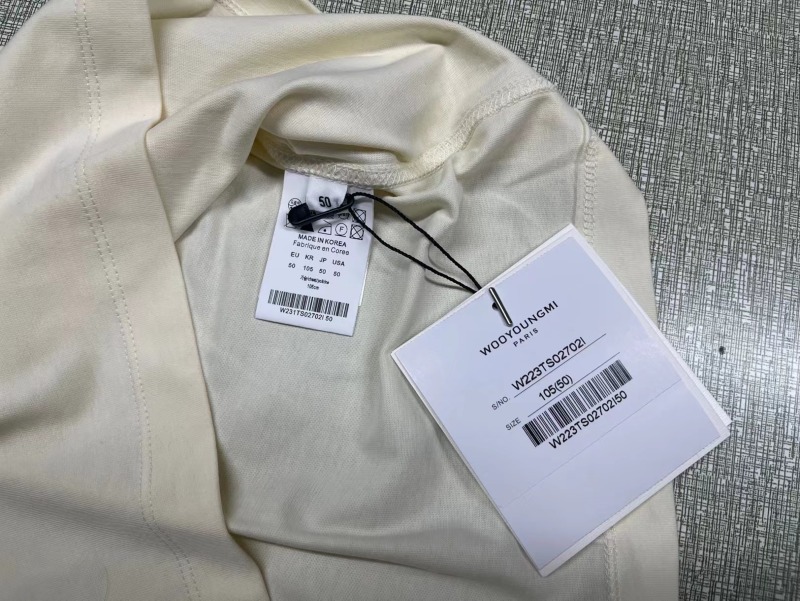 50
MADE IN KOREA
Fabrique en Coree
EU KR JP USA
50 105 50 50
105cm
W231TS02702I 50
WOOYOUNGMI
PARIS
S/NO W223TS02702I
SIZE 105(50)
W223TS02702I50